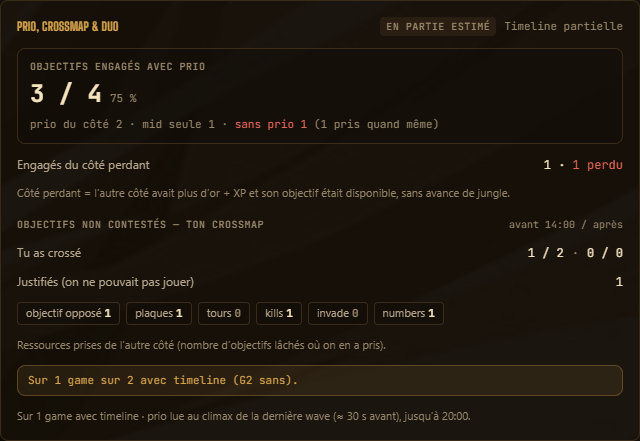 PRIO, CROSSMAP & DUO
EN PARTIE ESTIMÉ Timeline partielle
OBJECTIFS ENGAGÉS AVEC PRIO
3 / 4 75 %
prio du côté 2 · mid seule 1 · sans prio 1 (1 pris quand même)
Engagés du côté perdant 1 · 1 perdu
Côté perdant = l'autre côté avait plus d'or + XP et son objectif était disponible, sans avance de jungle.
OBJECTIFS NON CONTESTÉS — TON CROSSMAP avant 14:00 / après
Tu as crossé 1 / 2 · 0 / 0
Justifiés (on ne pouvait pas jouer) 1
objectif opposé 1 plaques 1 tours 0 kills 1 invade 0 numbers 1
Ressources prises de l'autre côté (nombre d'objectifs lâchés où on en a pris).
Sur 1 game sur 2 avec timeline (G2 sans).
Sur 1 game avec timeline · prio lue au climax de la dernière wave (≈ 30 s avant), jusqu'à 20:00.